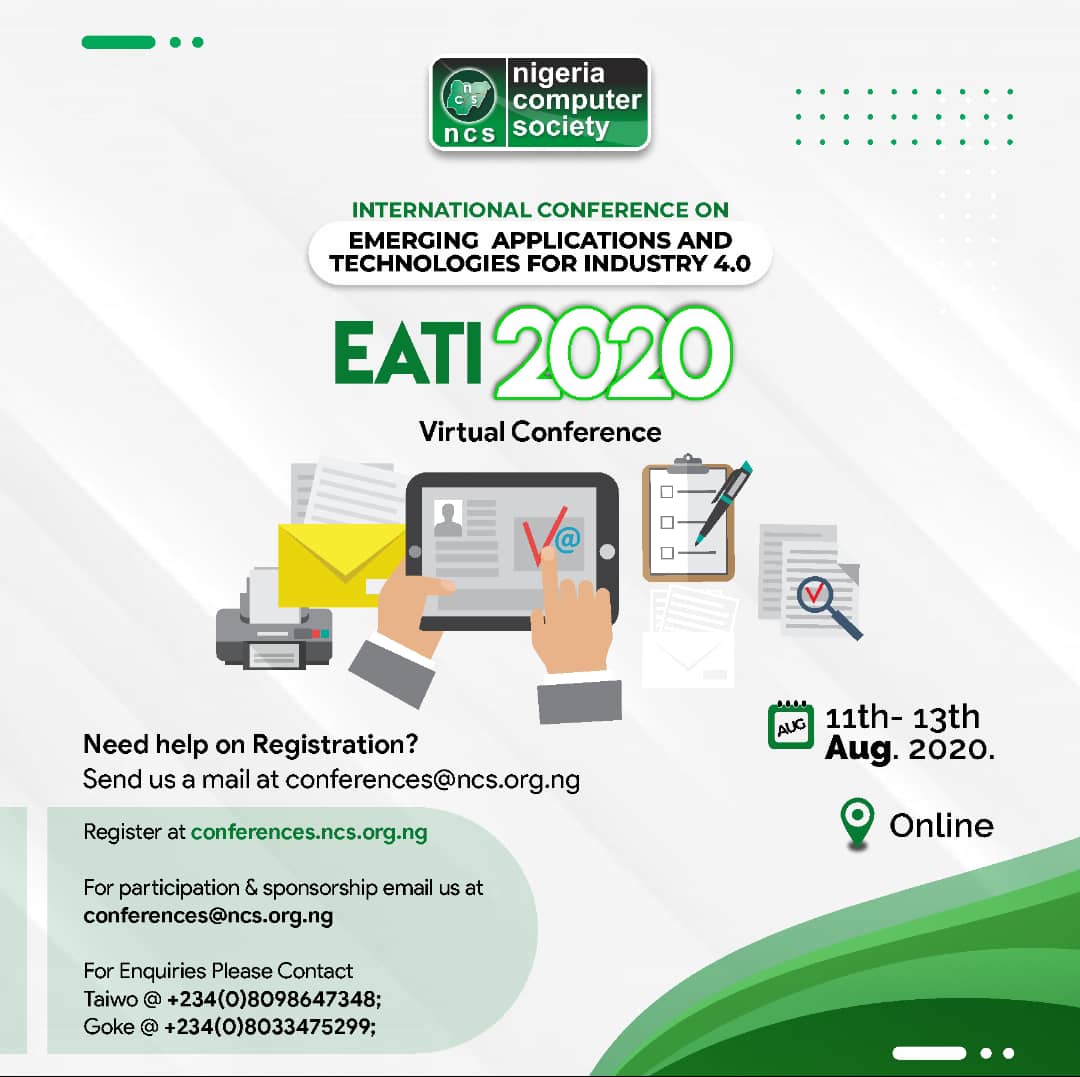 nigeria
computer
society
n
c s
ncs
INTERNATIONAL CONFERENCE ON
EMERGING APPLICATIONS AND
TECHNOLOGIES FOR INDUSTRY 4.0
EATI 2020
Virtual Conference
@
AUG
11th- 13th
Aug. 2020.
Online
Need help on Registration?
Send us a mail at conferences@ncs.org.ng
Register at conferences.ncs.org.ng
For participation & sponsorship email us at
conferences@ncs.org.ng
For Enquiries Please Contact
Taiwo @ +234(0)8098647348;
Goke @ +234(0)8033475299;